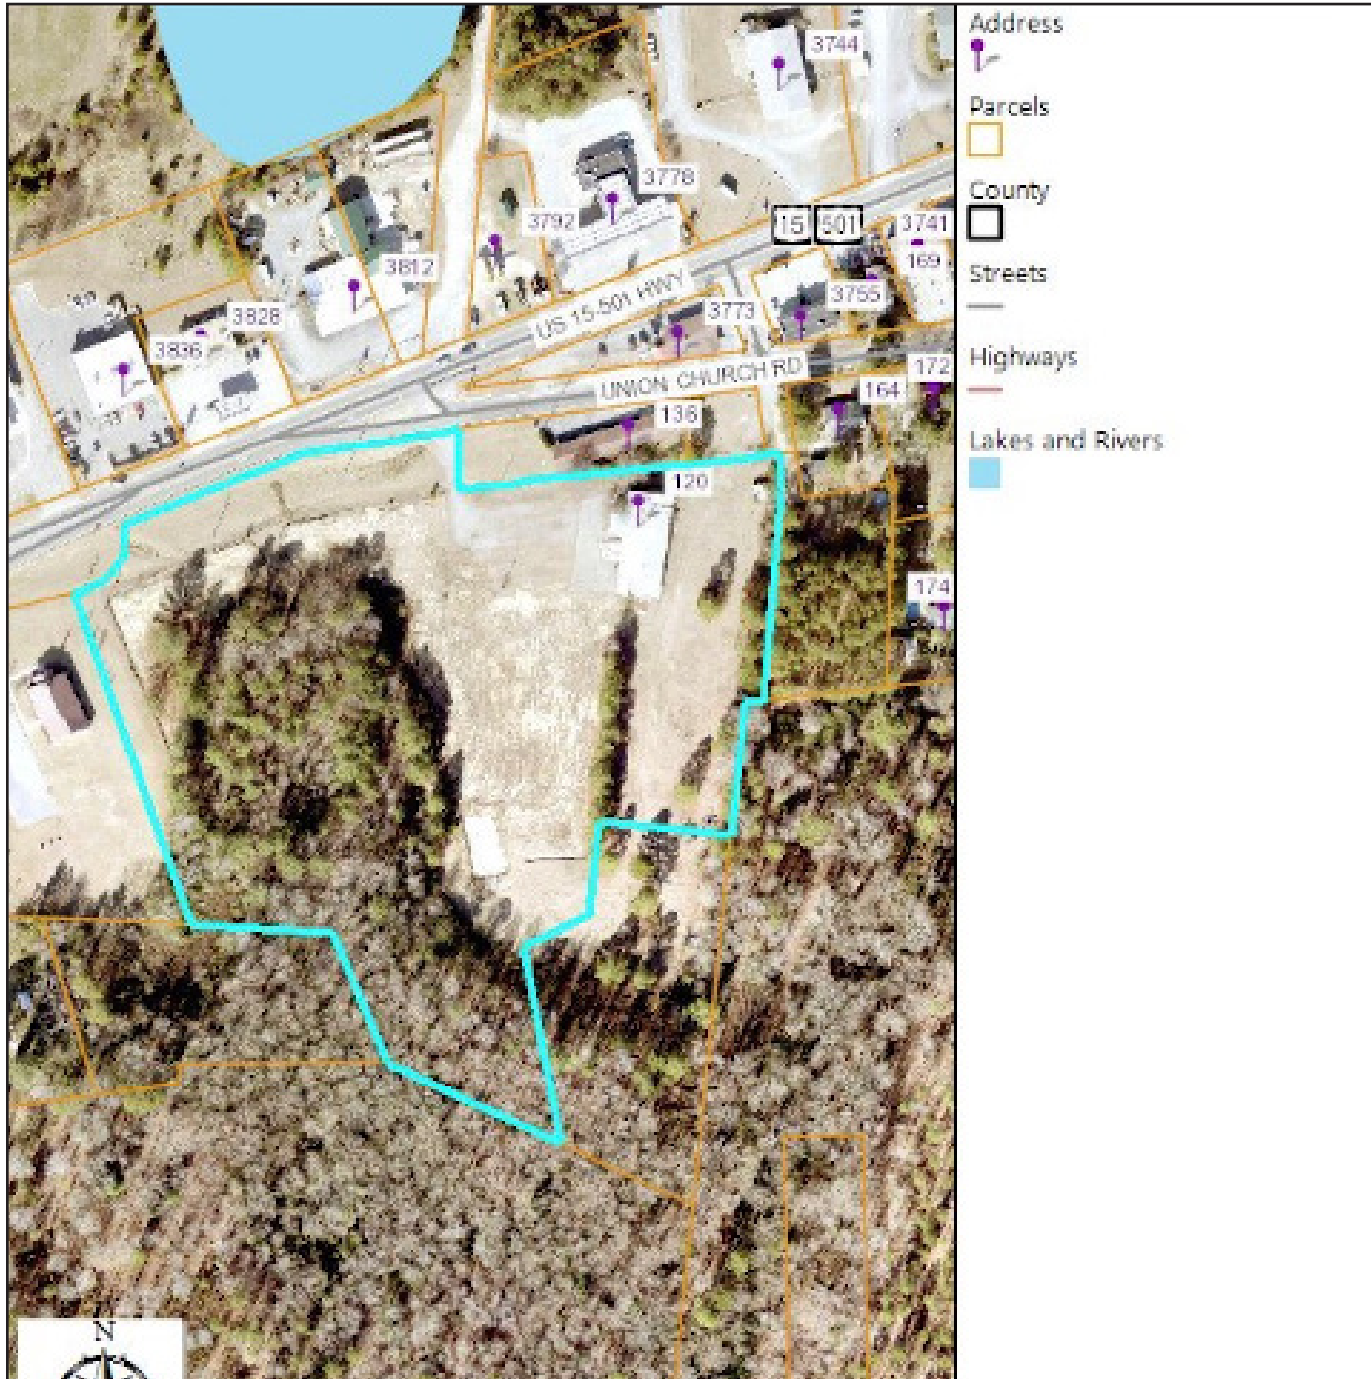 Address
Parcels
County
Streets
Highways
Lakes and Rivers
3744
3778
3792
15 501
3741
169
3812
3755
US 15-501 HWY
3773
3828
3836
UNION CHURCH RD
172
164
136
120
174
N